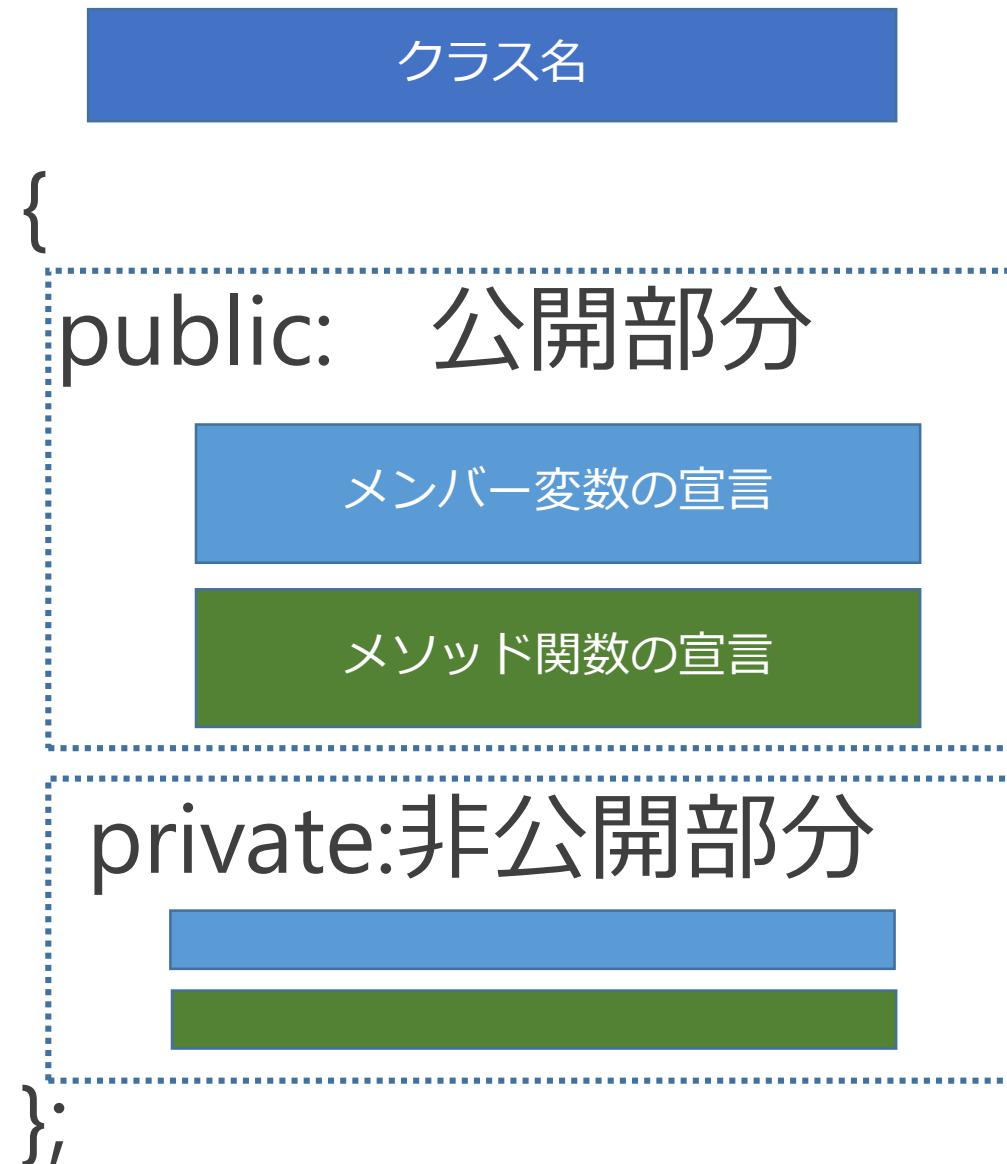 クラス名
{
public: 公開部分
メンバー変数の宣言
メソッド関数の宣言
private:非公開部分
};